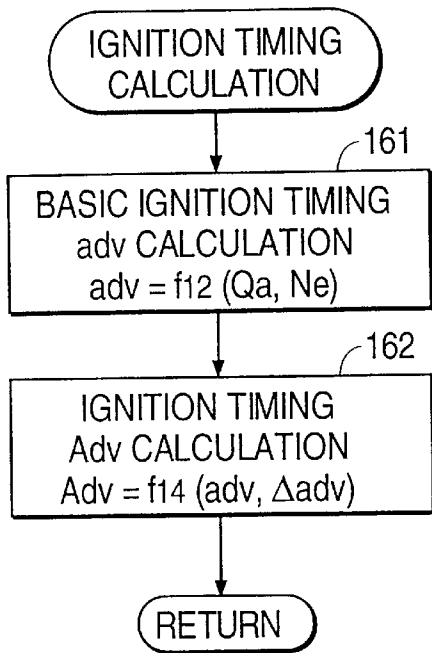 IGNITION TIMING
CALCULATION
161
BASIC IGNITION TIMING
adv CALCULATION
adv = f12 (Qa, Ne)
162
IGNITION TIMING
Adv CALCULATION
Adv = f14 (adv, Δadv)
RETURN